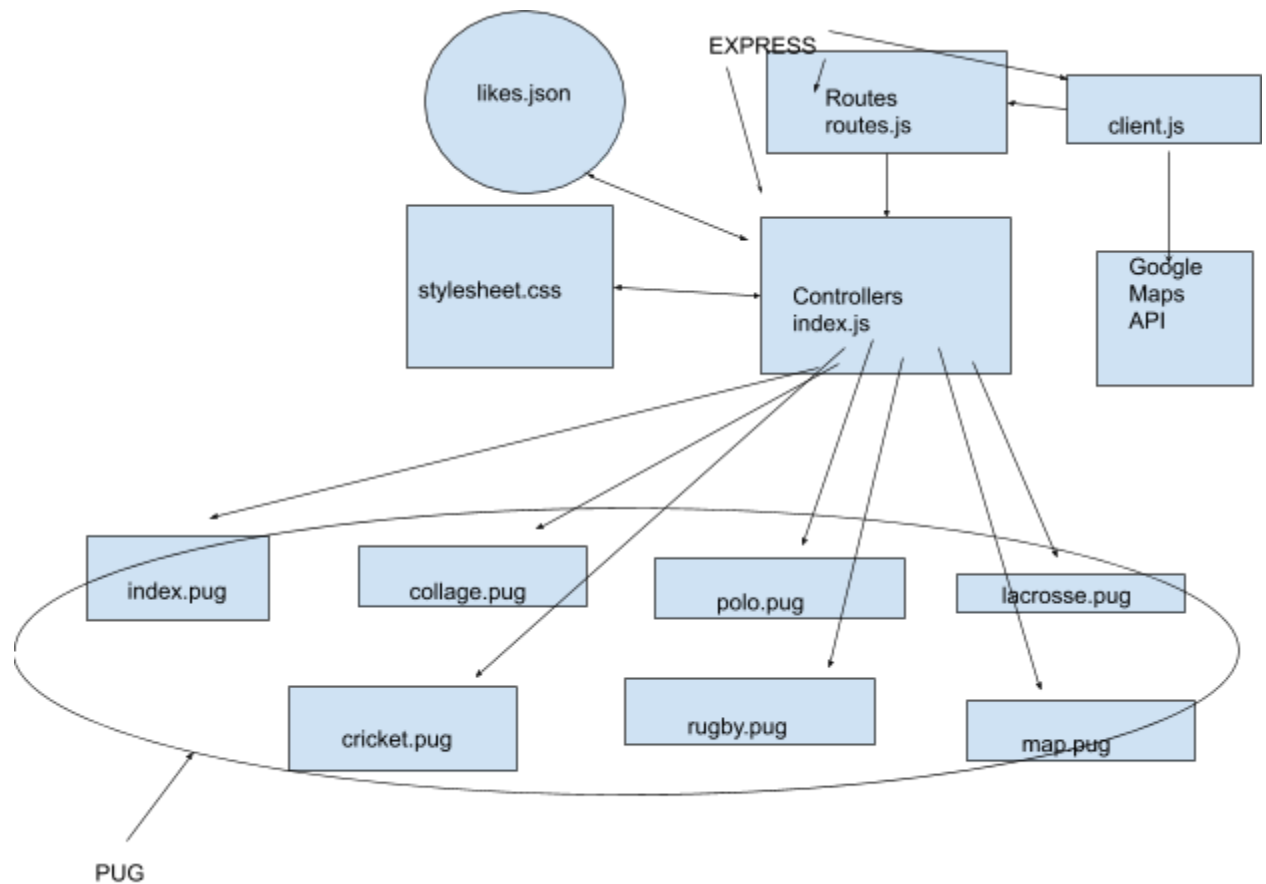 EXPRESS
likes.json
Routes
routes.js
client.js
stylesheet.css
Controllers
index.js
Google
Maps
API
index.pug
collage.pug
polo.pug
lacrosse.pug
cricket.pug
rugby.pug
map.pug
PUG